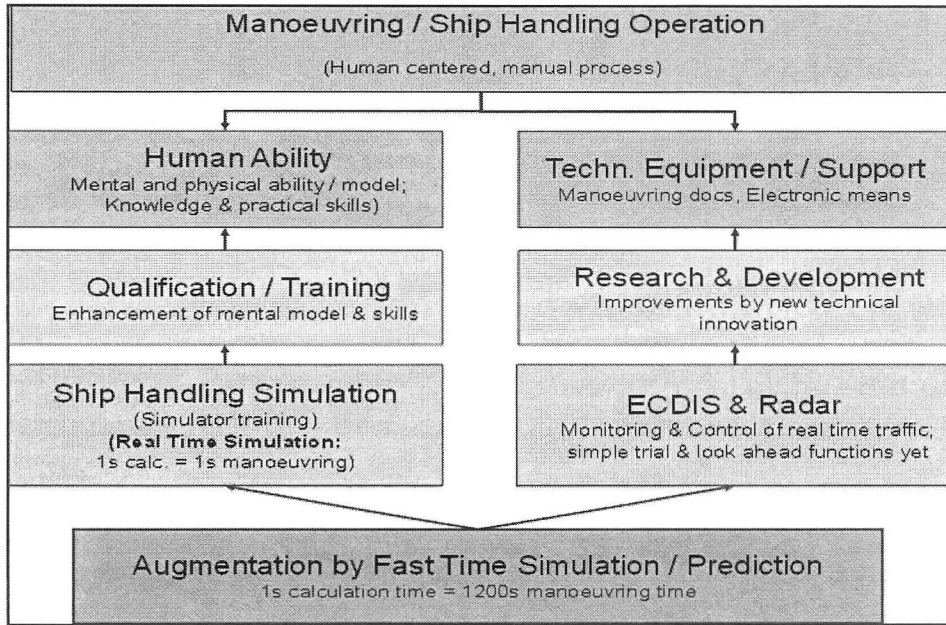 Manoeuvring / Ship Handling Operation
(Human centered, manual process)
Human Ability
Mental and physical ability / model;
Knowledge & practical skills)
Techn. Equipment / Support
Manoeuvring docs, Electronic means
Qualification / Training
Enhancement of mental model & skills
Research & Development
Improvements by new technical
innovation
Ship Handling Simulation
(Simulator training)
(Real Time Simulation:
1s calc. = 1s manoeuvring)
ECDIS & Radar
Monitoring & Control of real time traffic;
simple trial & look ahead functions yet
Augmentation by Fast Time Simulation / Prediction
1s calculation time = 1200s manoeuvring time